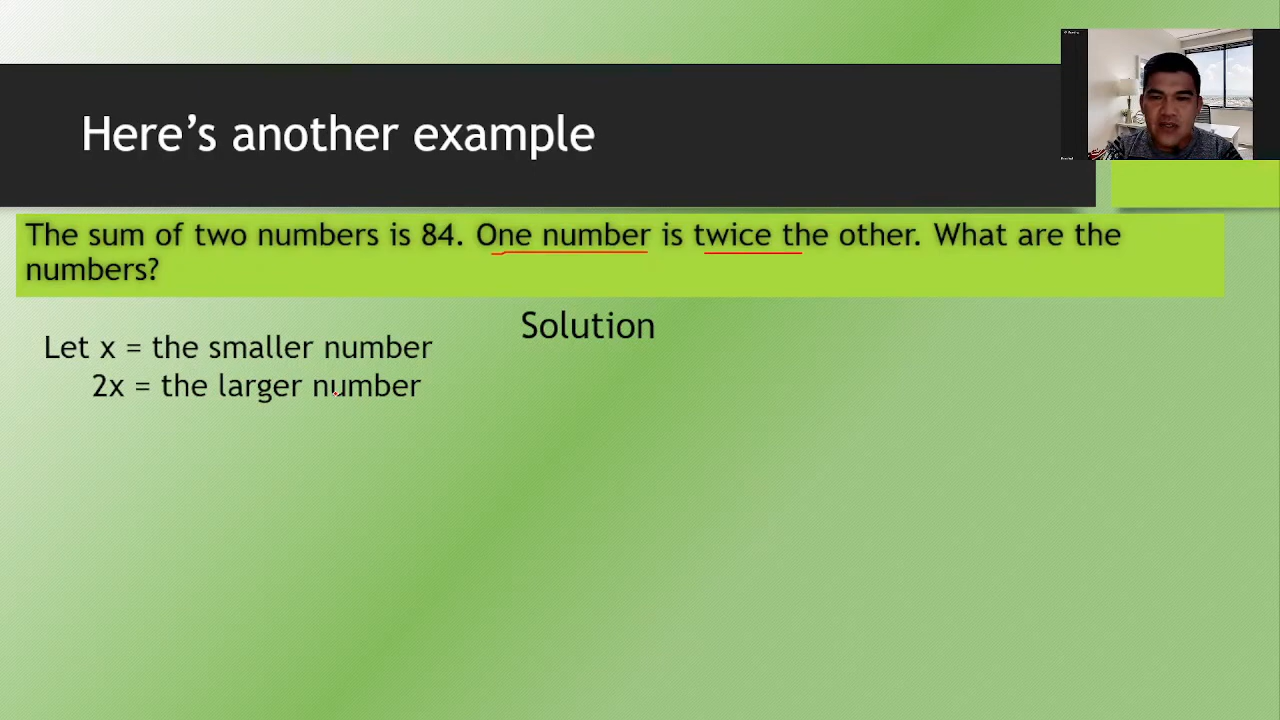 Here’s another example
The sum of two numbers is 84. One number is twice the other. What are the
numbers?
Solution
Let x = the smaller number
2x = the larger number